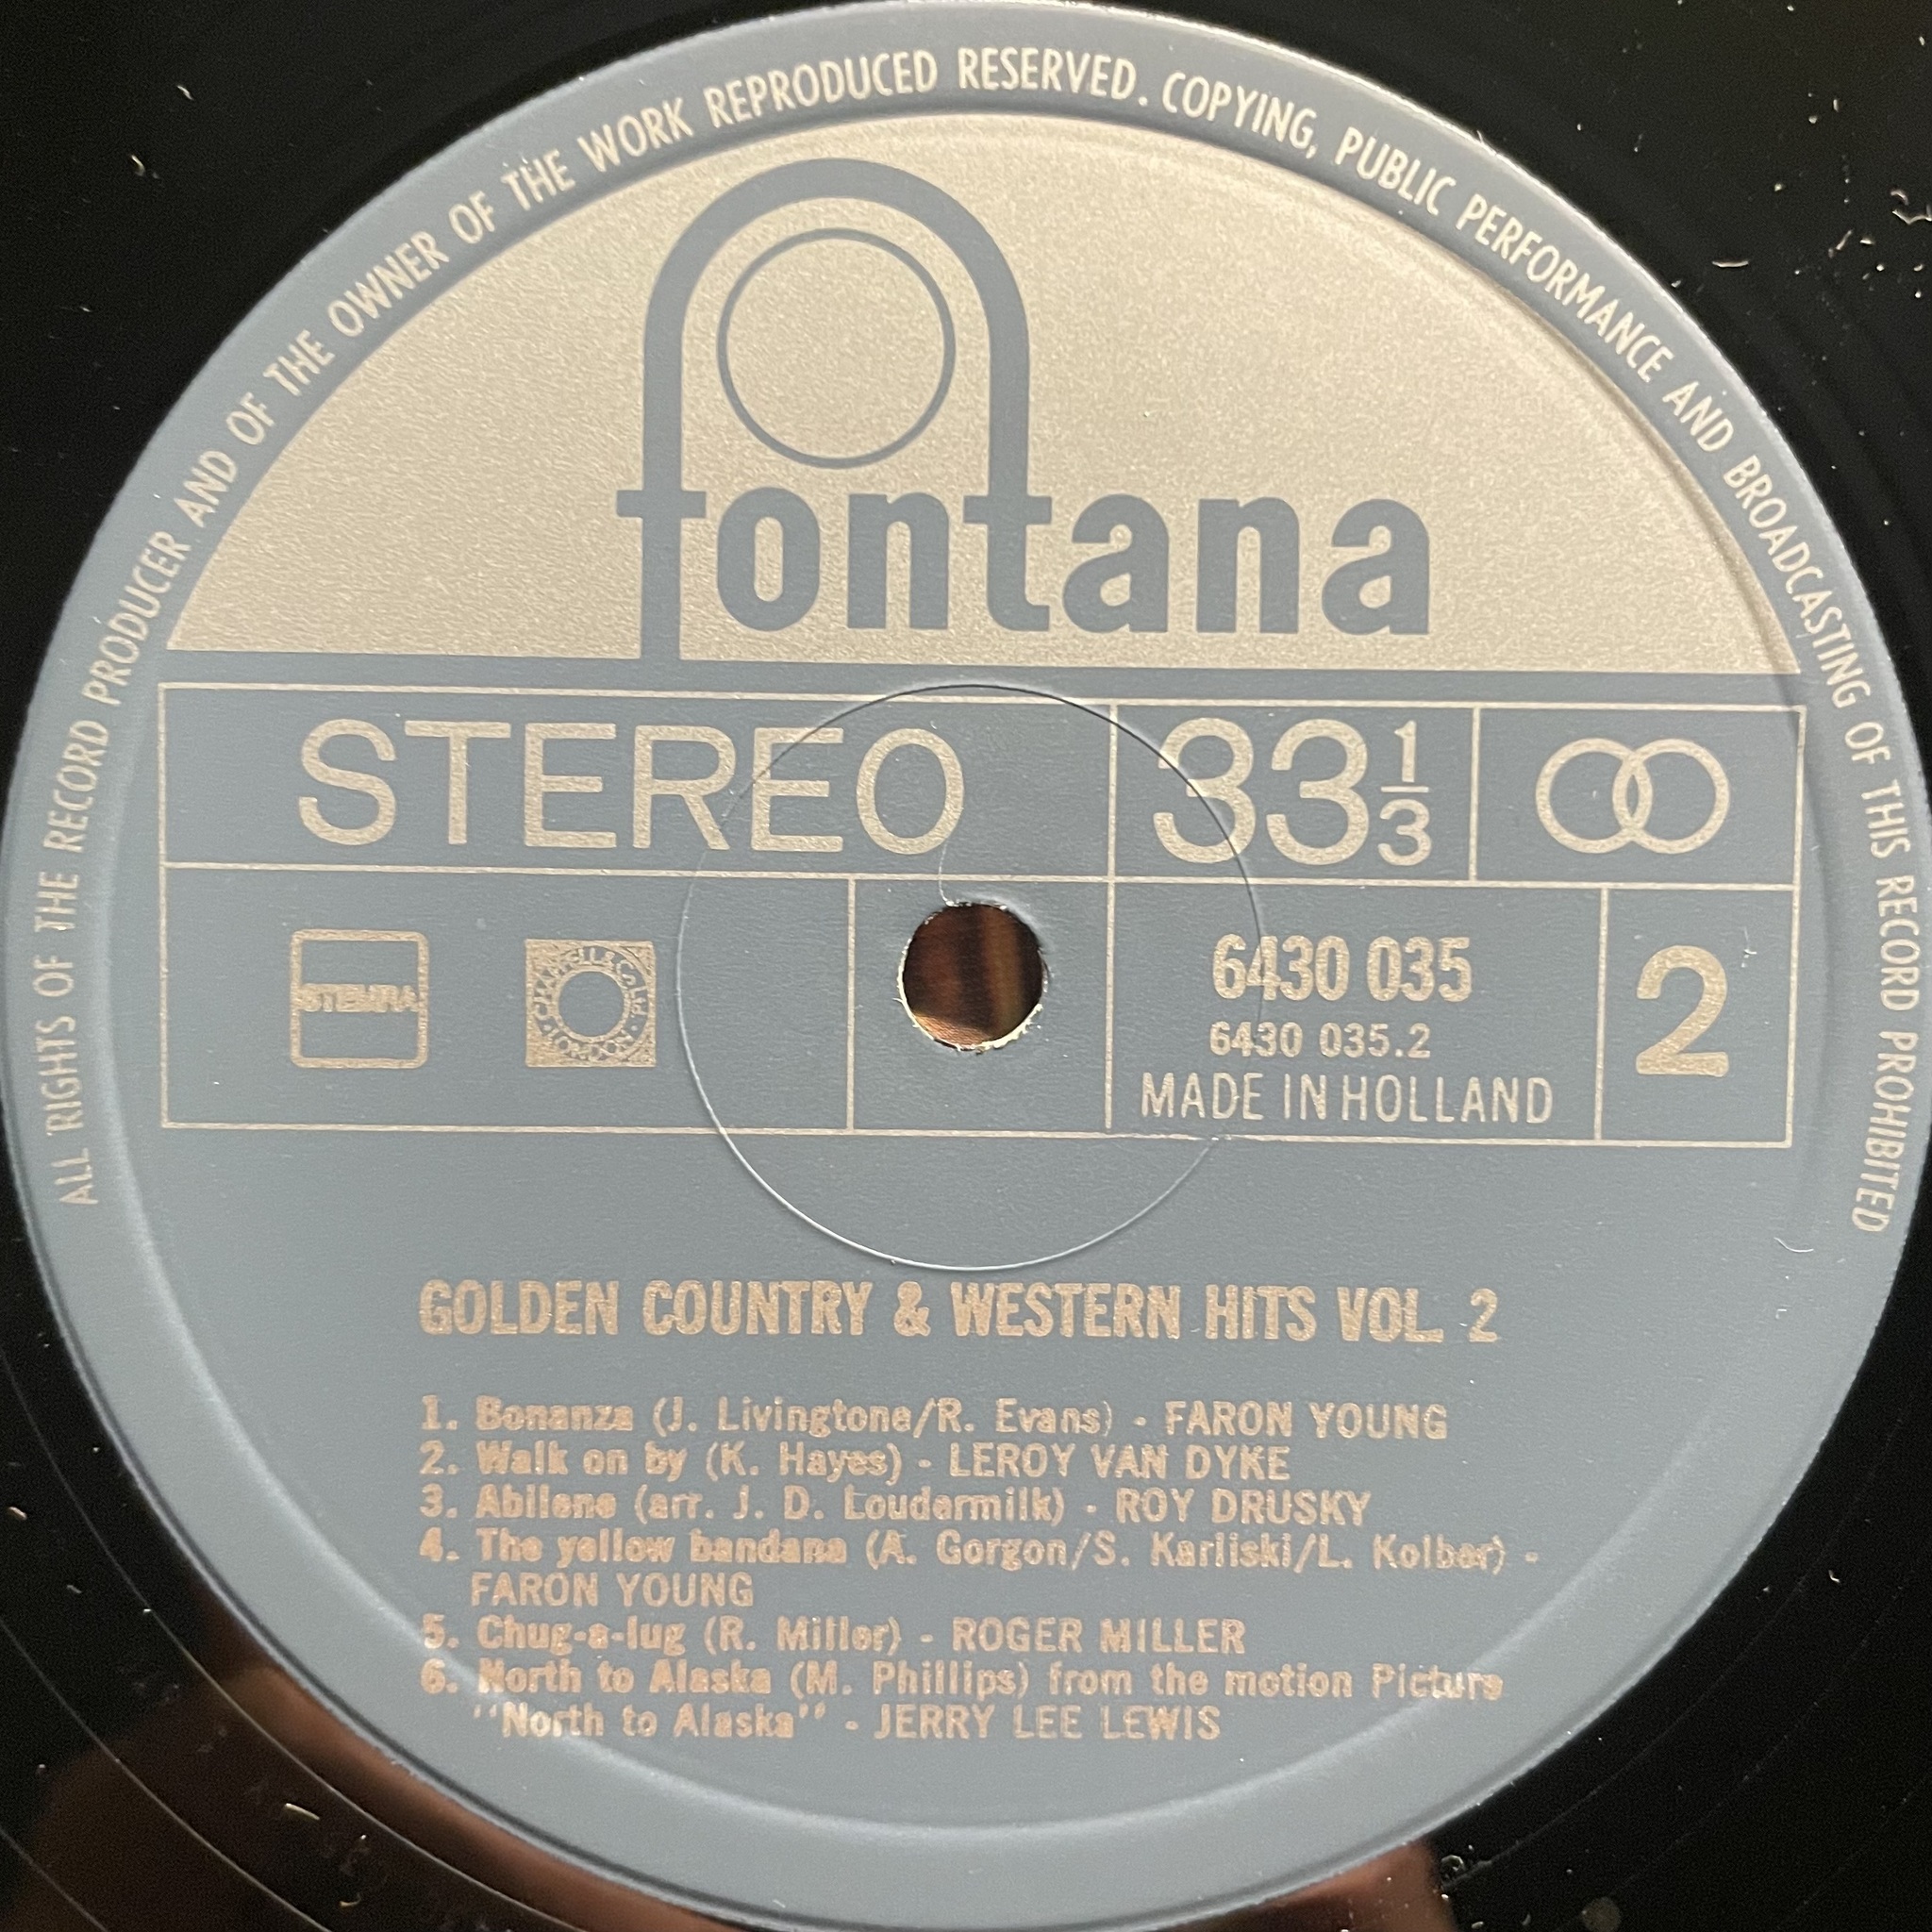 ALL RIGHTS OF THE RECORD PRODUCER AND OF THE OWNER OF THE WORK REPRODUCED RESERVED. COPYING, PUBLIC PERFORMANCE AND BROADCASTING OF THIS RECORD PROHIBITED
fontana
STEREO 33 1/3
STEMRA CHAPPELL & Co LTD. LONDON 6430 035 2
6430 035.2
MADE IN HOLLAND
GOLDEN COUNTRY & WESTERN HITS VOL. 2
1. Bonanza (J. Livingtone/R. Evans) - FARON YOUNG
2. Walk on by (K. Hayes) - LEROY VAN DYKE
3. Abilene (arr. J. D. Loudermilk) - ROY DRUSKY
4. The yellow bandana (A. Gorgon/S. Karliski/L. Kolber) -
FARON YOUNG
5. Chug-a-lug (R. Miller) - ROGER MILLER
6. North to Alaska (M. Phillips) from the motion Picture
"North to Alaska" - JERRY LEE LEWIS